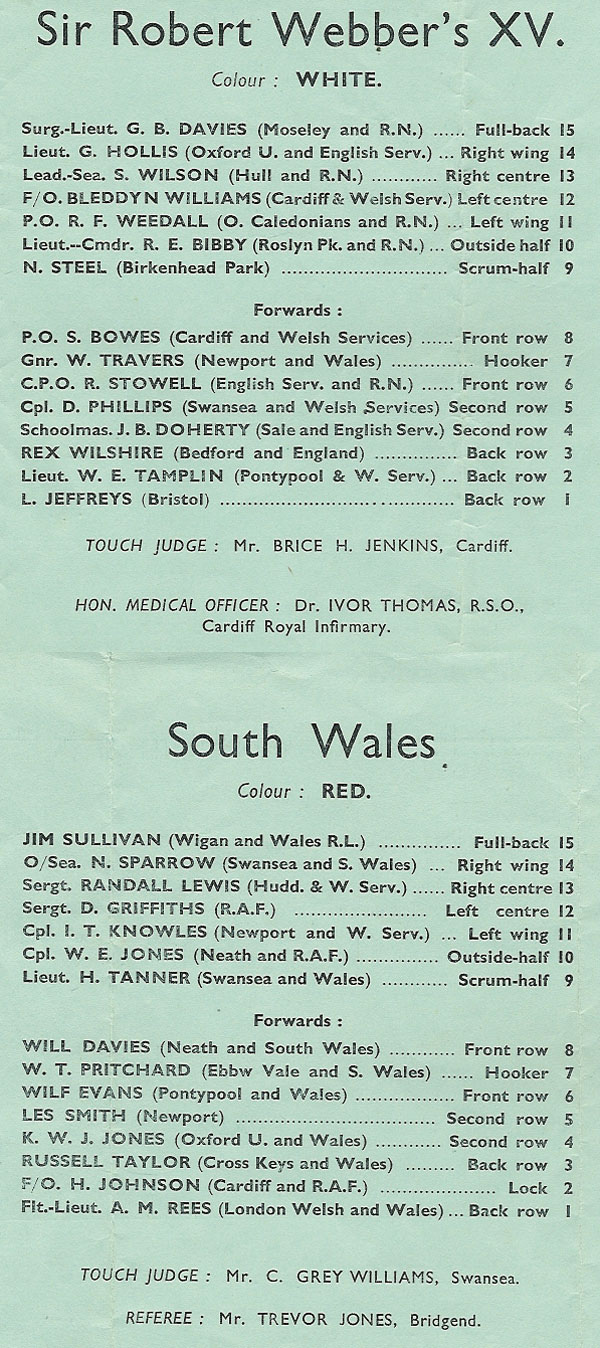 Sir Robert Webber's XV.
Colour : WHITE.
Surg.-Lieut. G. B. DAVIES (Moseley and R.N.) ...... Full-back 15
Lieut. G. HOLLIS (Oxford U. and English Serv.) ... Right wing 14
Lead.-Sea. S. WILSON (Hull and R.N.) ............ Right centre 13
F/O. BLEDDYN WILLIAMS (Cardiff & Welsh Serv.) Left centre 12
P.O. R. F. WEEDALL (O. Caledonians and R.N.) ... Left wing 11
Lieut.--Cmdr. R. E. BIBBY (Roslyn Pk. and R.N.) ... Outside half 10
N. STEEL (Birkenhead Park) ............................ Scrum-half 9
Forwards :
P.O. S. BOWES (Cardiff and Welsh Services) ...... Front row 8
Gnr. W. TRAVERS (Newport and Wales) .............. Hooker 7
C.P.O. R. STOWELL (English Serv. and R.N.) ...... Front row 6
Cpl. D. PHILLIPS (Swansea and Welsh Services) Second row 5
Schoolmas. J. B. DOHERTY (Sale and English Serv.) Second row 4
REX WILSHIRE (Bedford and England) ............... Back row 3
Lieut. W. E. TAMPLIN (Pontypool & W. Serv.) ... Back row 2
L. JEFFREYS (Bristol) ........................................ Back row 1
TOUCH JUDGE : Mr. BRICE H. JENKINS, Cardiff.
HON. MEDICAL OFFICER : Dr. IVOR THOMAS, R.S.O.,
Cardiff Royal Infirmary.
South Wales
Colour : RED.
JIM SULLIVAN (Wigan and Wales R.L.) .............. Full-back 15
O/Sea. N. SPARROW (Swansea and S. Wales) ... Right wing 14
Sergt. RANDALL LEWIS (Hudd. & W. Serv.) ...... Right centre 13
Sergt. D. GRIFFITHS (R.A.F.) ....................... Left centre 12
Cpl. I. T. KNOWLES (Newport and W. Serv.) ... Left wing 11
Cpl. W. E. JONES (Neath and R.A.F.) .............. Outside-half 10
Lieut. H. TANNER (Swansea and Wales) ............ Scrum-half 9
Forwards :
WILL DAVIES (Neath and South Wales) ............ Front row 8
W. T. PRITCHARD (Ebbw Vale and S. Wales) ...... Hooker 7
WILF EVANS (Pontypool and Wales) ................. Front row 6
LES SMITH (Newport) .................................. Second row 5
K. W. J. JONES (Oxford U. and Wales) ............. Second row 4
RUSSELL TAYLOR (Cross Keys and Wales) ......... Back row 3
F/O. H. JOHNSON (Cardiff and R.A.F.) .................... Lock 2
Flt.-Lieut. A. M. REES (London Welsh and Wales) ... Back row 1
TOUCH JUDGE : Mr. C. GREY WILLIAMS, Swansea.
REFEREE : Mr. TREVOR JONES, Bridgend.